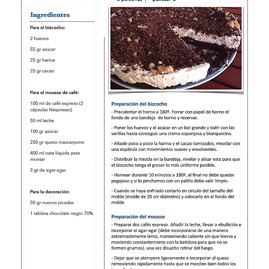 Ingredientes
Para el bizcocho:
2 huevos
55 gr azúcar
25 gr harina
25 gr cacao
Para el mousse de café:
100 ml de café expreso (2
cápsulas Nespresso)
50 ml leche
100 gr azúcar
250 gr queso mascarpone
400 ml nata líquida para
montar
3 gr de agar-agar
Para la decoración:
50 gr nueces picadas
1 tableta chocolate negro 70%
Preparación del bizcocho
- Precalentar el horno a 180º. Forrar con papel de horno el
fondo de una bandeja de horno y reservar.
- Poner los huevos y el azúcar en un bol grande y batir con las
varillas hasta conseguir una crema esponjosa y blanquecina.
- Añadir poco a poco la harina y el cacao tamizados, mezclar con
una espátula con movimientos suaves y envolventes.
- Distribuir la mezcla en la bandeja, nivelar y alisar esta para que
el bizcocho tenga el grosor lo más uniforme posible.
- Hornear durante 10 minutos a 180º, al final no debe quedar
pegajoso y si le pinchamos con un palillo debe salir limpio.
- Cuando se haya enfriado cortarlo en círculo del tamaño del
molde (molde de 20 cm diámetro) y colocarlo en el fondo del
molde
Preparación del mousse
- Preparar dos cafés expreso. Añadir la leche, llevar a ebullición e
incorporar el agar-agar (debe incorporarse de una manera
extremadamente lento, manteniendo caliente sin que hierva y
moviendo constantemente con la batidora para que no se
formen grumos), una vez disuelto retirar del fuego.
- Dejar que se atempere ligeramente e incorporar al queso
removiendo rápidamente hasta que se mezclen bien todos los